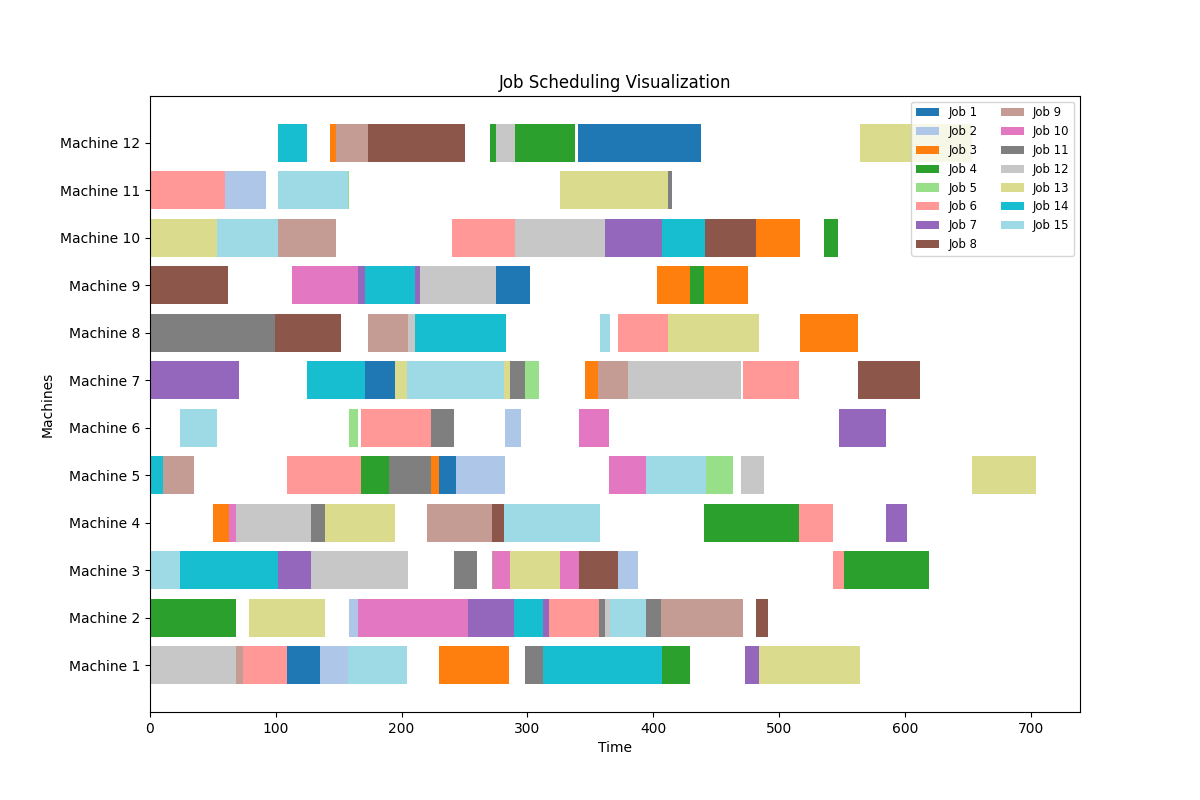 Job Scheduling Visualization
Machines
Machine 12
Machine 11
Machine 10
Machine 9
Machine 8
Machine 7
Machine 6
Machine 5
Machine 4
Machine 3
Machine 2
Machine 1
Job 1
Job 2
Job 3
Job 4
Job 5
Job 6
Job 7
Job 8
Job 9
Job 10
Job 11
Job 12
Job 13
Job 14
Job 15
0 100 200 300 400 500 600 700
Time